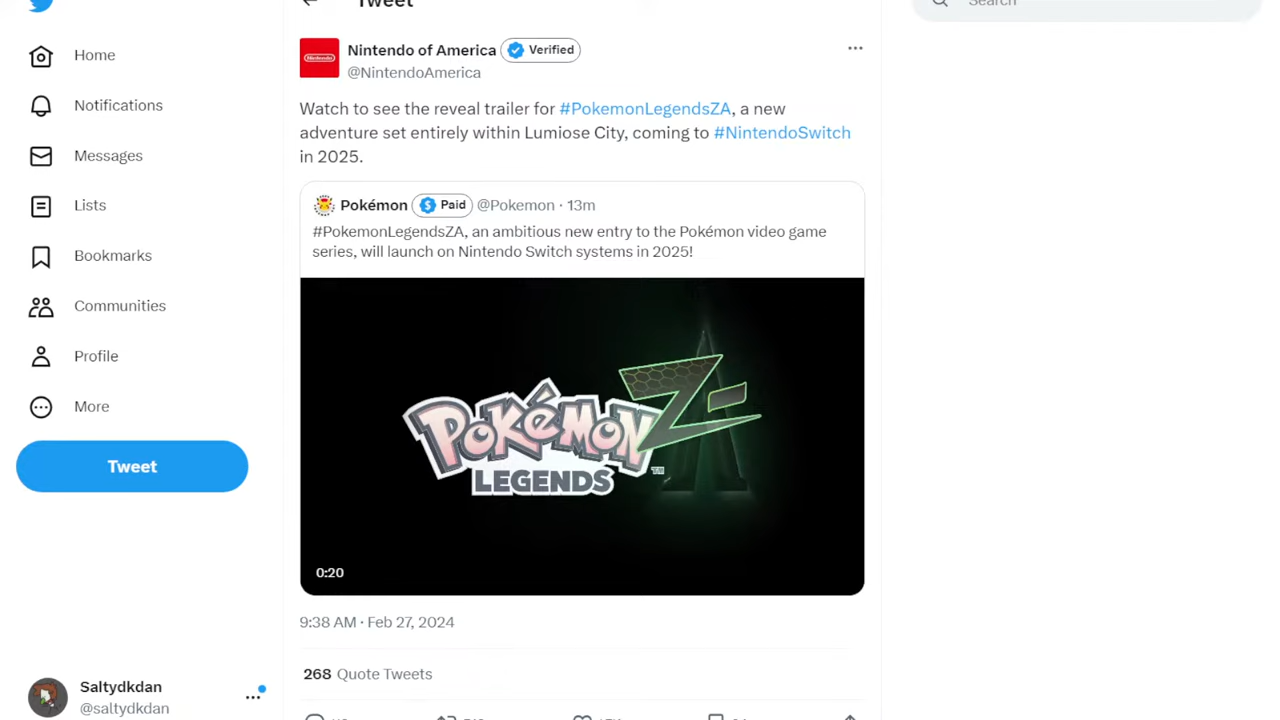 Tweet
Search
Home
Notifications
Messages
Lists
Bookmarks
Communities
Profile
More
Tweet
Saltydkdan
@saltydkdan
Nintendo
Nintendo of America Verified
@NintendoAmerica
Watch to see the reveal trailer for #PokemonLegendsZA, a new
adventure set entirely within Lumiose City, coming to #NintendoSwitch
in 2025.
Pokémon Paid @Pokemon · 13m
#PokemonLegendsZA, an ambitious new entry to the Pokémon video game
series, will launch on Nintendo Switch systems in 2025!
POKéMON Z-A
LEGENDS ™
0:20
9:38 AM · Feb 27, 2024
268 Quote Tweets